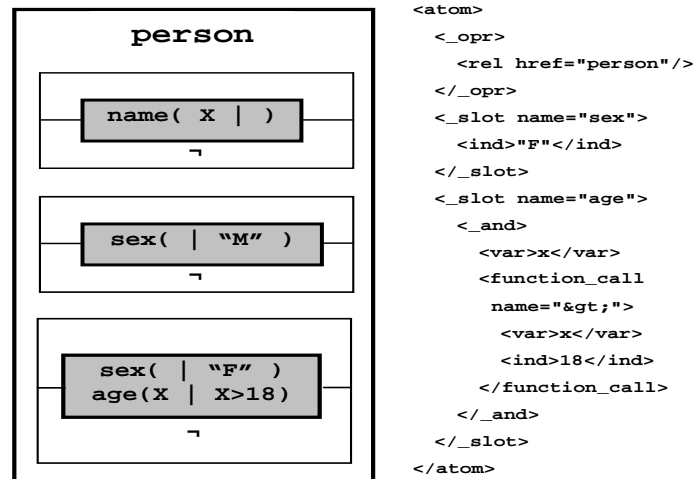 person
name( X | )
¬
sex( | “M” )
¬
sex( | “F” )
age(X | X>18)
¬
<atom>
<_opr>
<rel href="person"/>
</_opr>
<_slot name="sex">
<ind>"F"</ind>
</_slot>
<_slot name="age">
<_and>
<var>x</var>
<function_call
name="&gt;">
<var>x</var>
<ind>18</ind>
</function_call>
</_and>
</_slot>
</atom>